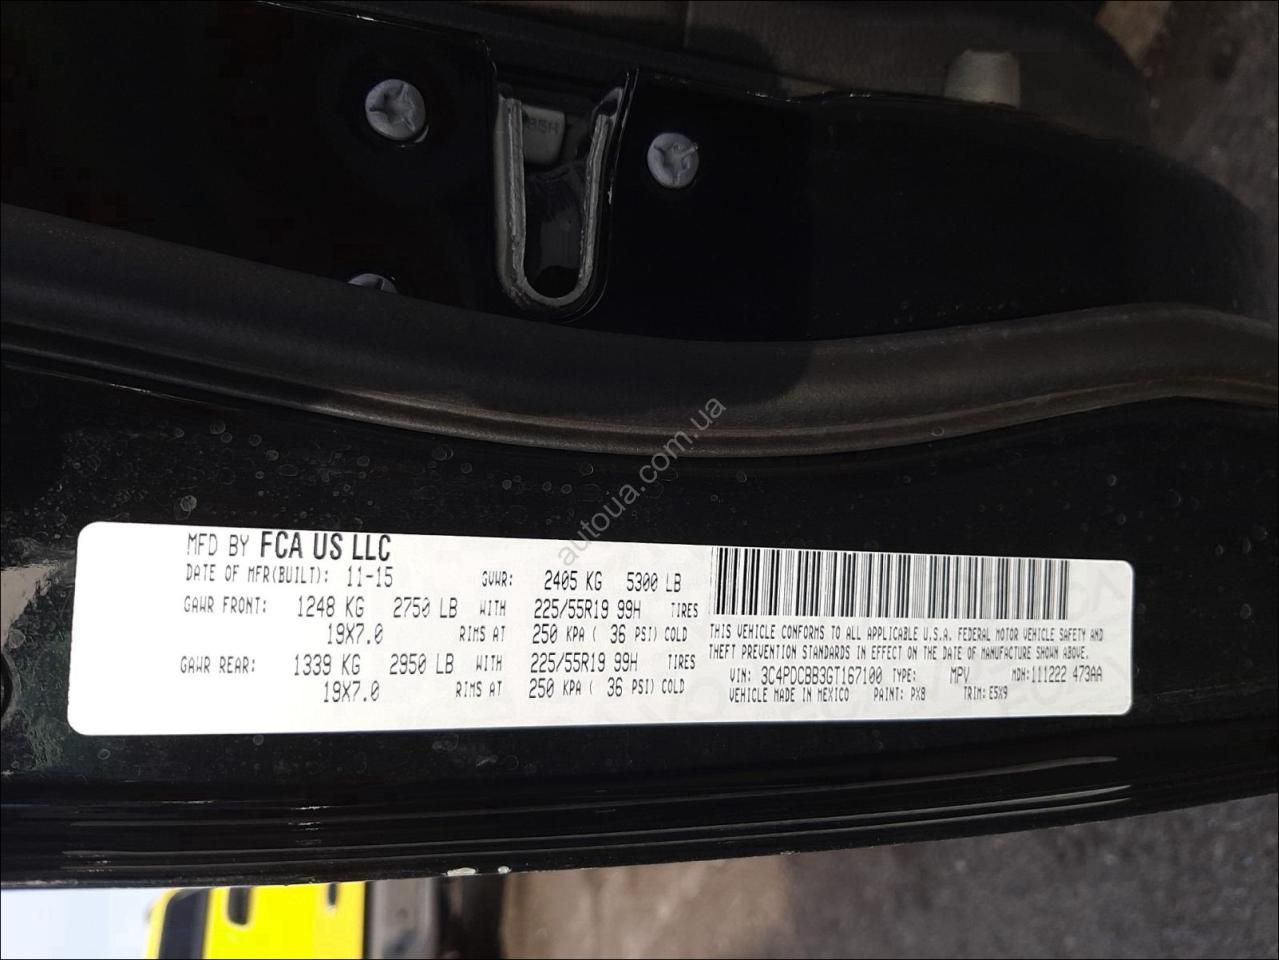 MFD BY FCA US LLC
DATE OF MFR(BUILT): 11-15 GVWR: 2405 KG 5300 LB
GAWR FRONT: 1248 KG 2750 LB WITH 225/55R19 99H TIRES
19X7.0 RIMS AT 250 KPA ( 36 PSI) COLD
GAWR REAR: 1339 KG 2950 LB WITH 225/55R19 99H TIRES
19X7.0 RIMS AT 250 KPA ( 36 PSI) COLD
THIS VEHICLE CONFORMS TO ALL APPLICABLE U.S.A. FEDERAL MOTOR VEHICLE SAFETY AND
THEFT PREVENTION STANDARDS IN EFFECT ON THE DATE OF MANUFACTURE SHOWN ABOVE.
VIN: 3C4PDCBB3GT167100 TYPE: MPV MDH: 111222 473AA
VEHICLE MADE IN MEXICO PAINT: PX8 TRIM: E5X9
autoua.com.ua